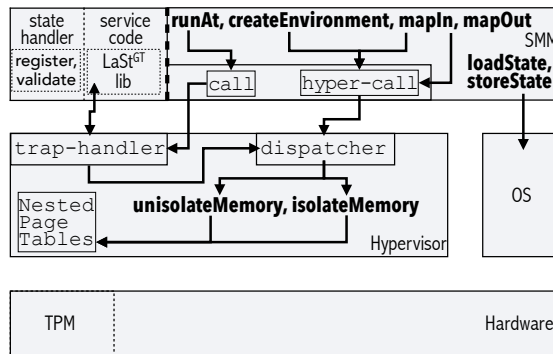 state handler
service code
runAt, createEnvironment, mapIn, mapOut
SMM
register, validate
LaSt^GT lib
call
hyper-call
loadState, storeState
trap-handler
dispatcher
OS
Nested Page Tables
unisolateMemory, isolateMemory
Hypervisor
TPM
Hardware